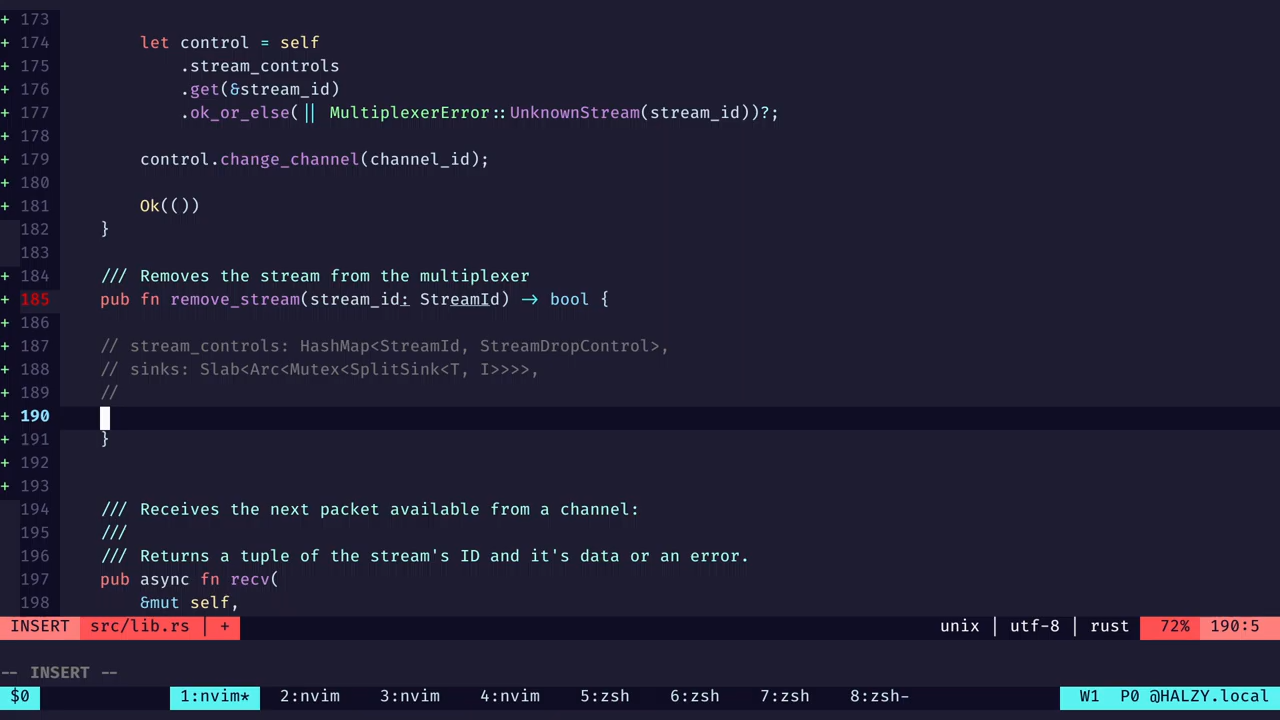 + 173
+ 174         let control = self
+ 175             .stream_controls
+ 176             .get(&stream_id)
+ 177             .ok_or_else(|| MultiplexerError::UnknownStream(stream_id))?;
+ 178
+ 179         control.change_channel(channel_id);
+ 180
+ 181         Ok(())
182     }
183
+ 184     /// Removes the stream from the multiplexer
+ 185     pub fn remove_stream(stream_id: StreamId) -> bool {
+ 186
+ 187     // stream_controls: HashMap<StreamId, StreamDropControl>,
+ 188     // sinks: Slab<Arc<Mutex<SplitSink<T, I>>>>,
+ 189     //
+ 190
+ 191     }
+ 192
+ 193
194     /// Receives the next packet available from a channel:
195     ///
196     /// Returns a tuple of the stream's ID and it's data or an error.
197     pub async fn recv(
198         &mut self,
INSERT src/lib.rs | + unix | utf-8 | rust 72% 190:5
-- INSERT --
$0 1:nvim* 2:nvim 3:nvim 4:nvim 5:zsh 6:zsh 7:zsh 8:zsh- W1 P0 @HALZY.local